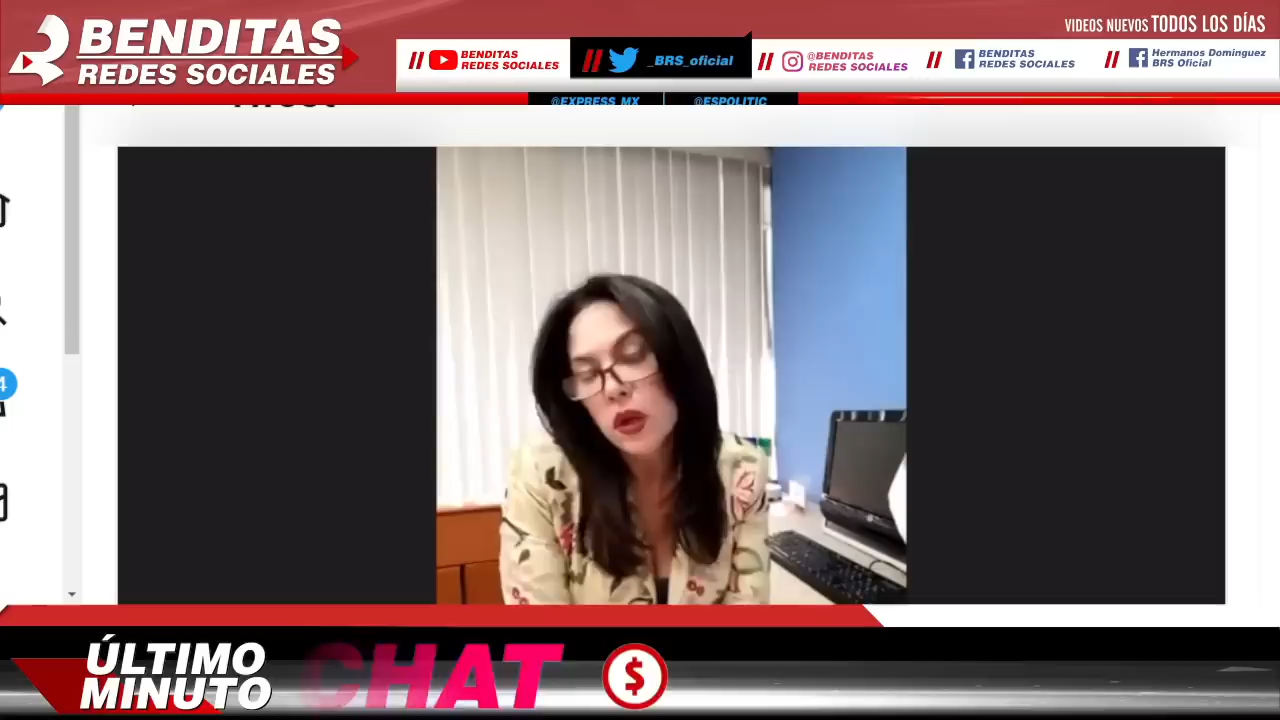 BENDITAS
REDES SOCIALES
VIDEOS NUEVOS TODOS LOS DÍAS
BENDITAS
REDES SOCIALES
_BRS_oficial
@BENDITAS
REDES SOCIALES
BENDITAS
REDES SOCIALES
Hermanos Dominguez
BRS Oficial
@EXPRESS_MX
@ESPOLITIC
4
ÚLTIMO
MINUTO
CHAT
$